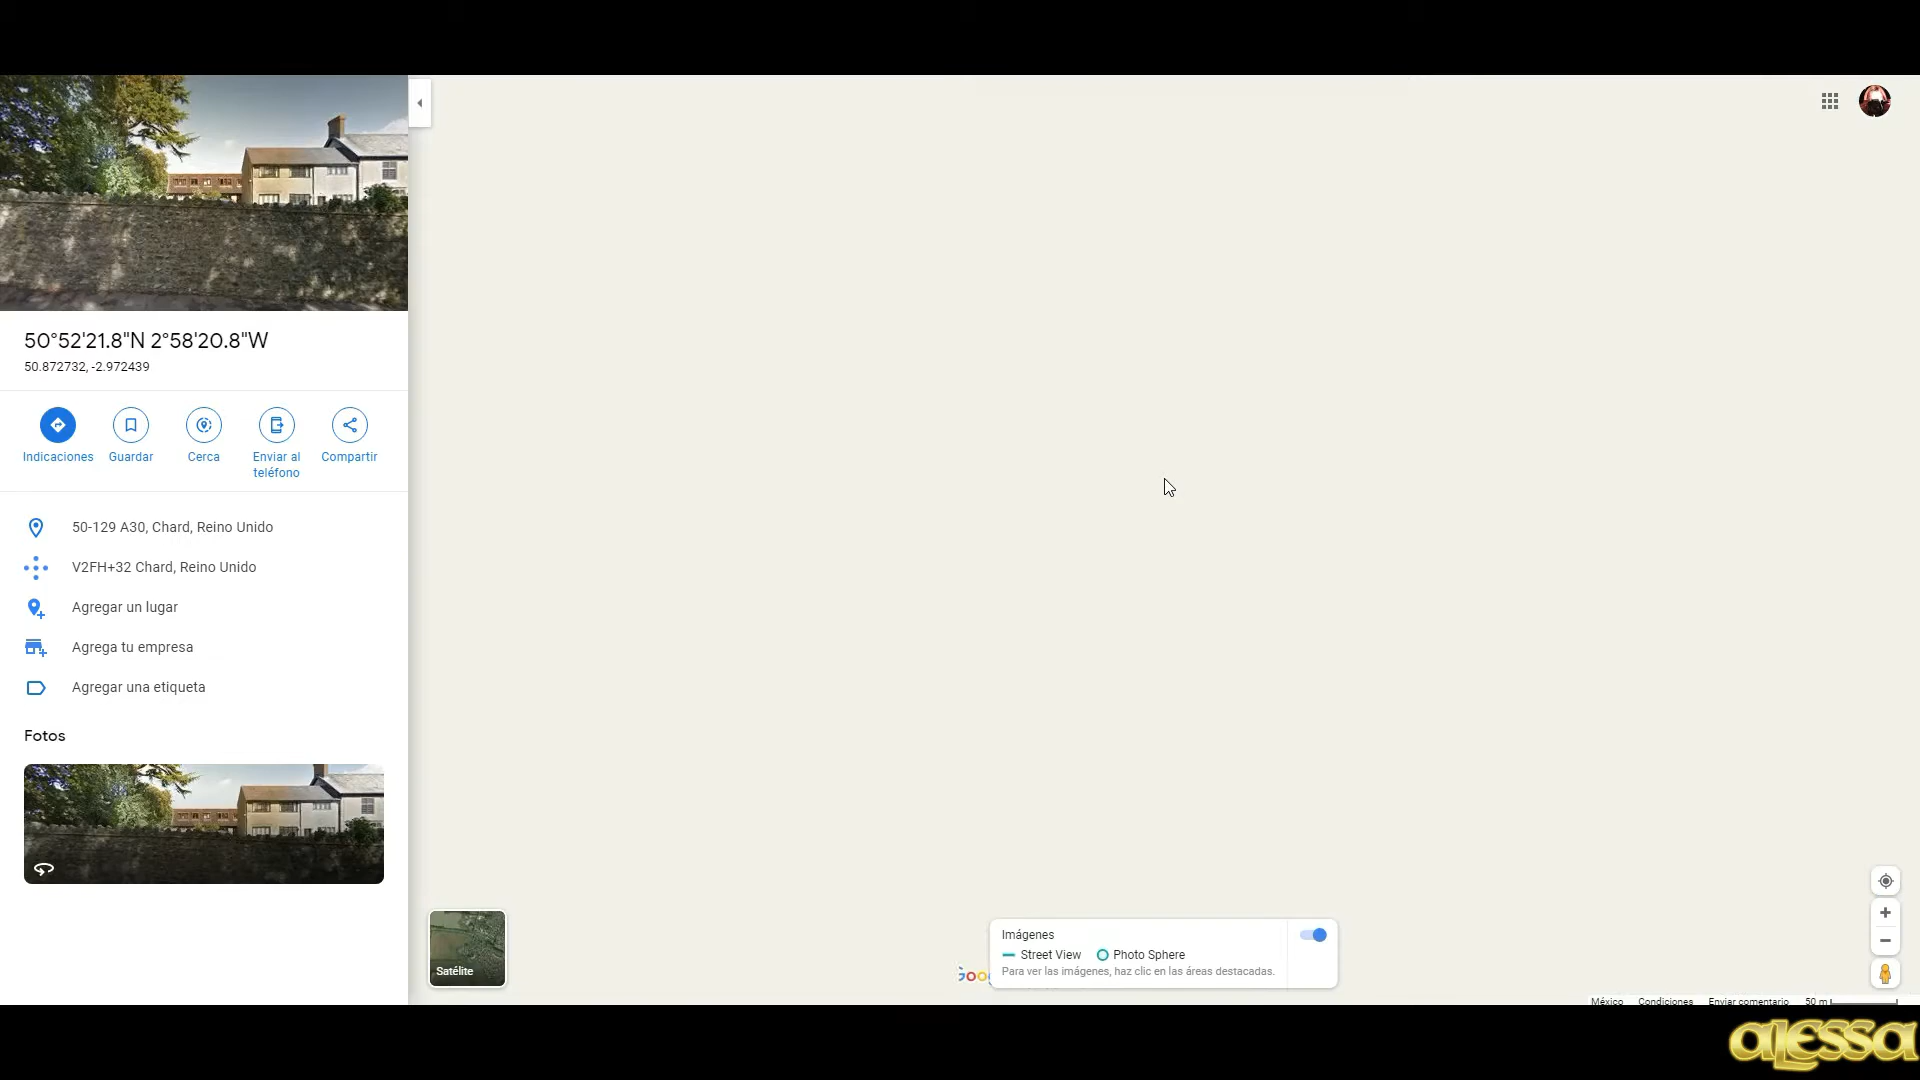 50°52'21.8"N 2°58'20.8"W
50.872732, -2.972439
Indicaciones
Guardar
Cerca
Enviar al
teléfono
Compartir
50-129 A30, Chard, Reino Unido
V2FH+32 Chard, Reino Unido
Agregar un lugar
Agrega tu empresa
Agregar una etiqueta
Fotos
Satélite
Goo
Imágenes
Street View
Photo Sphere
Para ver las imágenes, haz clic en las áreas destacadas.
México
Condiciones
Enviar comentario
50 m
alessa